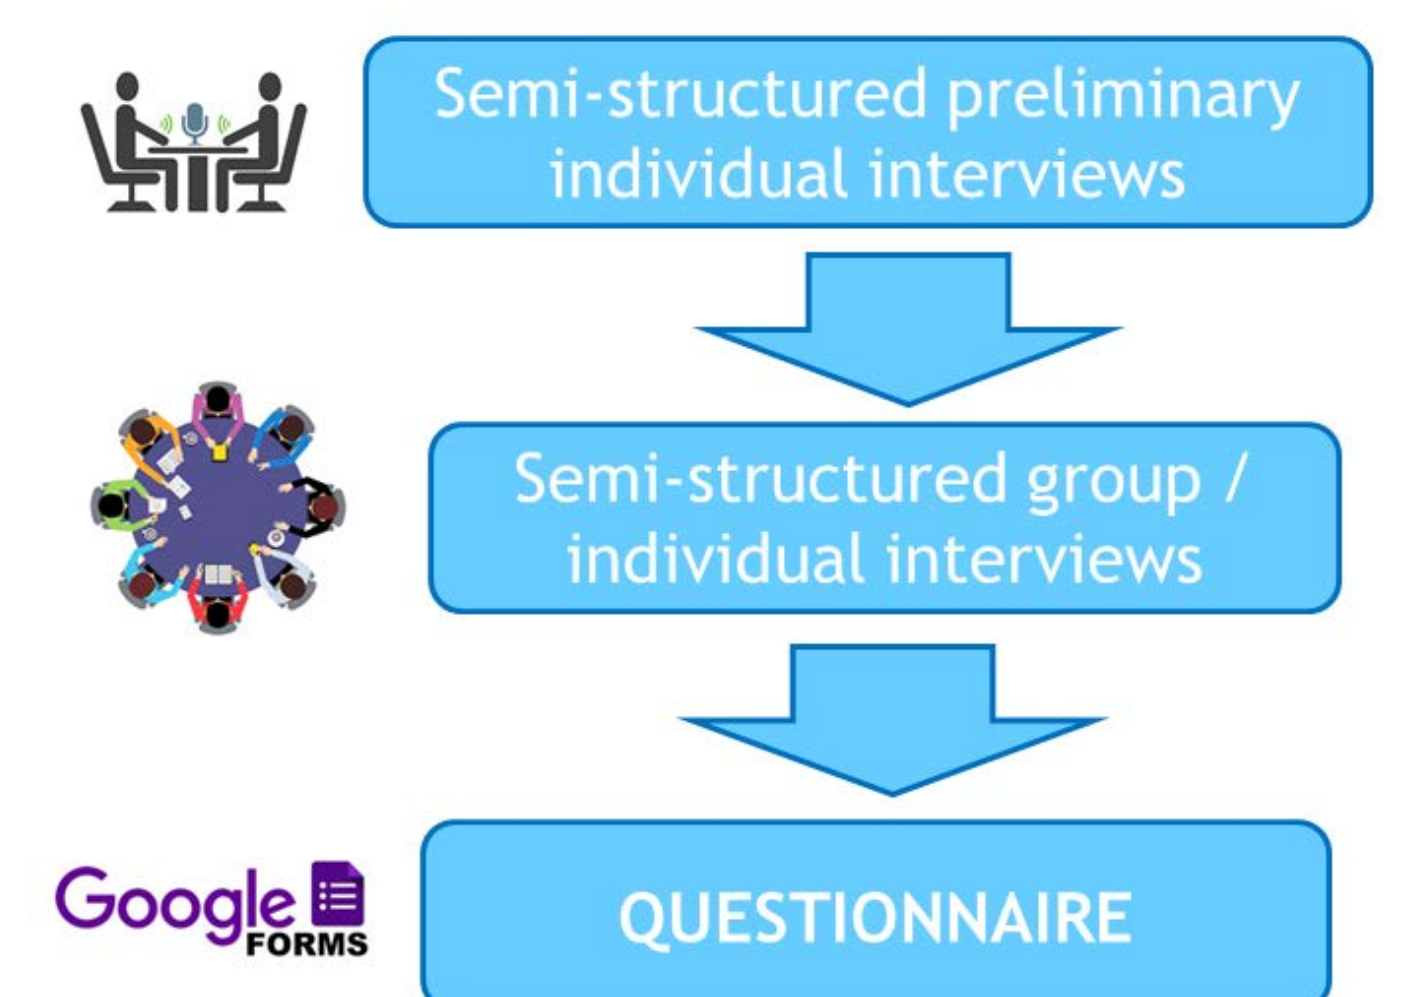 Semi-structured preliminary
individual interviews
Semi-structured group /
individual interviews
Google
FORMS
QUESTIONNAIRE